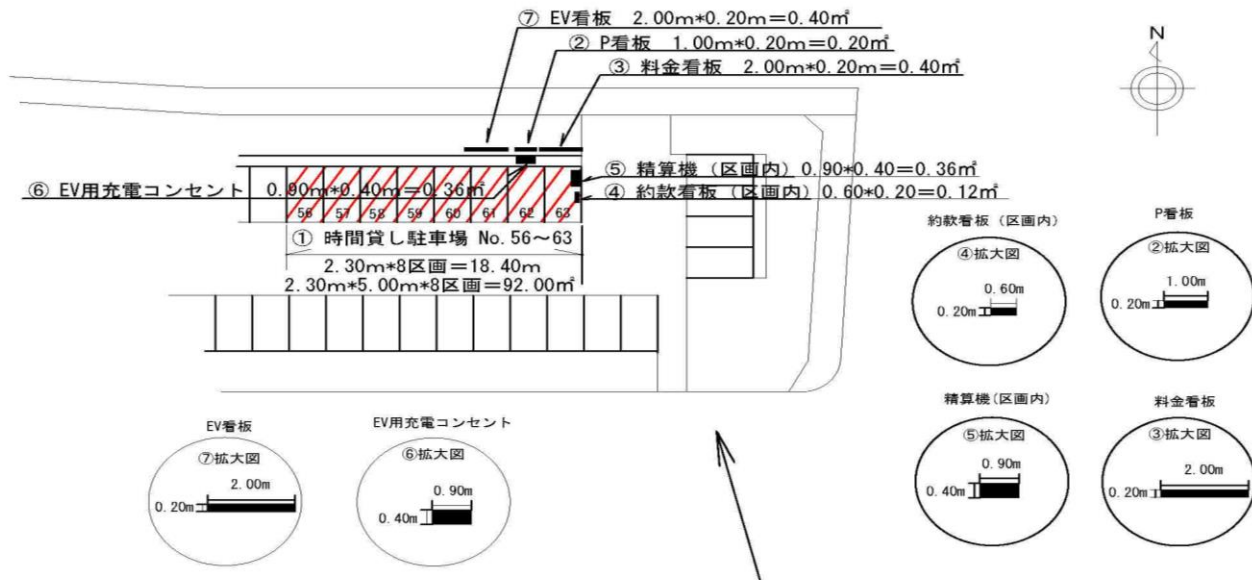 ⑦ EV看板 2.00m*0.20m=0.40㎡
② P看板 1.00m*0.20m=0.20㎡
③ 料金看板 2.00m*0.20m=0.40㎡
N
⑤ 精算機(区画内) 0.90*0.40=0.36㎡
⑥ EV用充電コンセント 0.90m*0.40m=0.36㎡
④ 約款看板(区画内) 0.60*0.20=0.12㎡
56 57 58 59 60 61 62 63
① 時間貸し駐車場 No.56~63
2.30m*8区画=18.40m
2.30m*5.00m*8区画=92.00㎡
約款看板(区画内)
④拡大図
0.60m
0.20m
P看板
②拡大図
1.00m
0.20m
EV看板
⑦拡大図
2.00m
0.20m
EV用充電コンセント
⑥拡大図
0.90m
0.40m
精算機(区画内)
⑤拡大図
0.90m
0.40m
料金看板
③拡大図
2.00m
0.20m